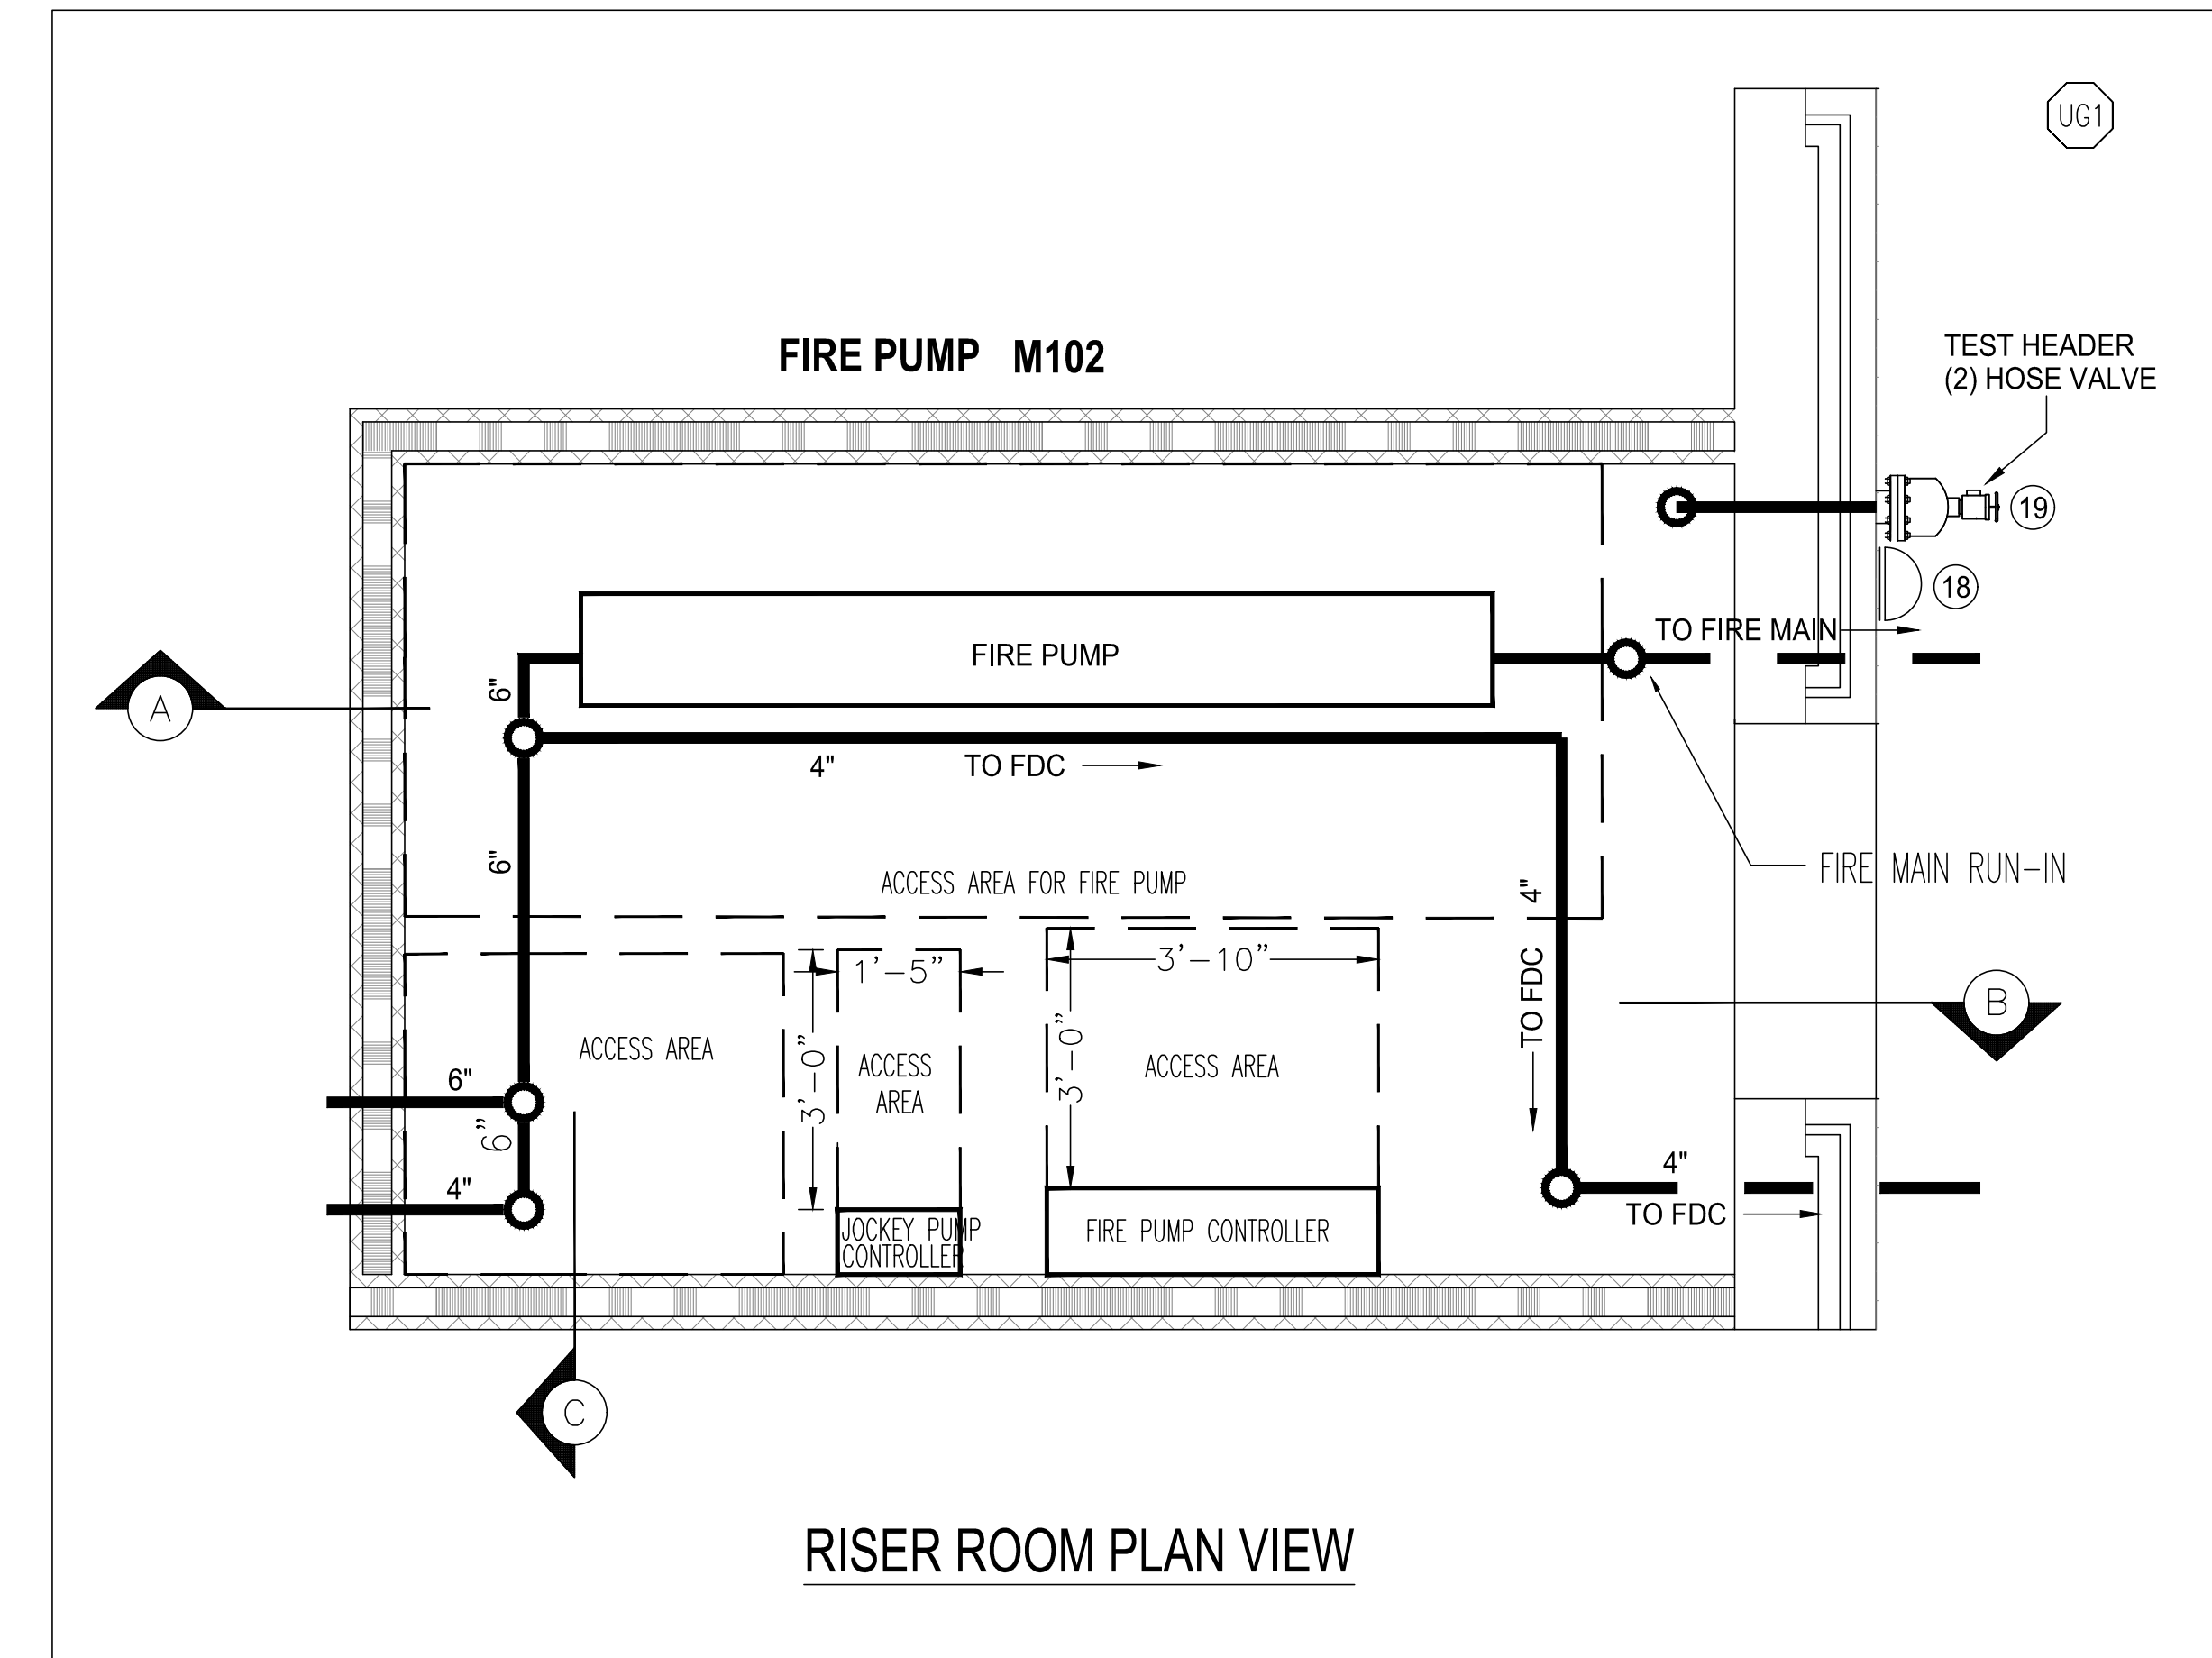 UG1
TEST HEADER
(2) HOSE VALVE
FIRE PUMP M102
19
18
TO FIRE MAIN
FIRE PUMP
6"
A
4"
TO FDC
6"
ACCESS AREA FOR FIRE PUMP
FIRE MAIN RUN-IN
4"
TO FDC
1'-5"
3'-10"
B
ACCESS AREA
3'-0"
ACCESS
AREA
3'-0"
ACCESS AREA
6"
6"
4"
4"
TO FDC
JOCKEY PUMP
CONTROLLER
FIRE PUMP CONTROLLER
C
RISER ROOM PLAN VIEW